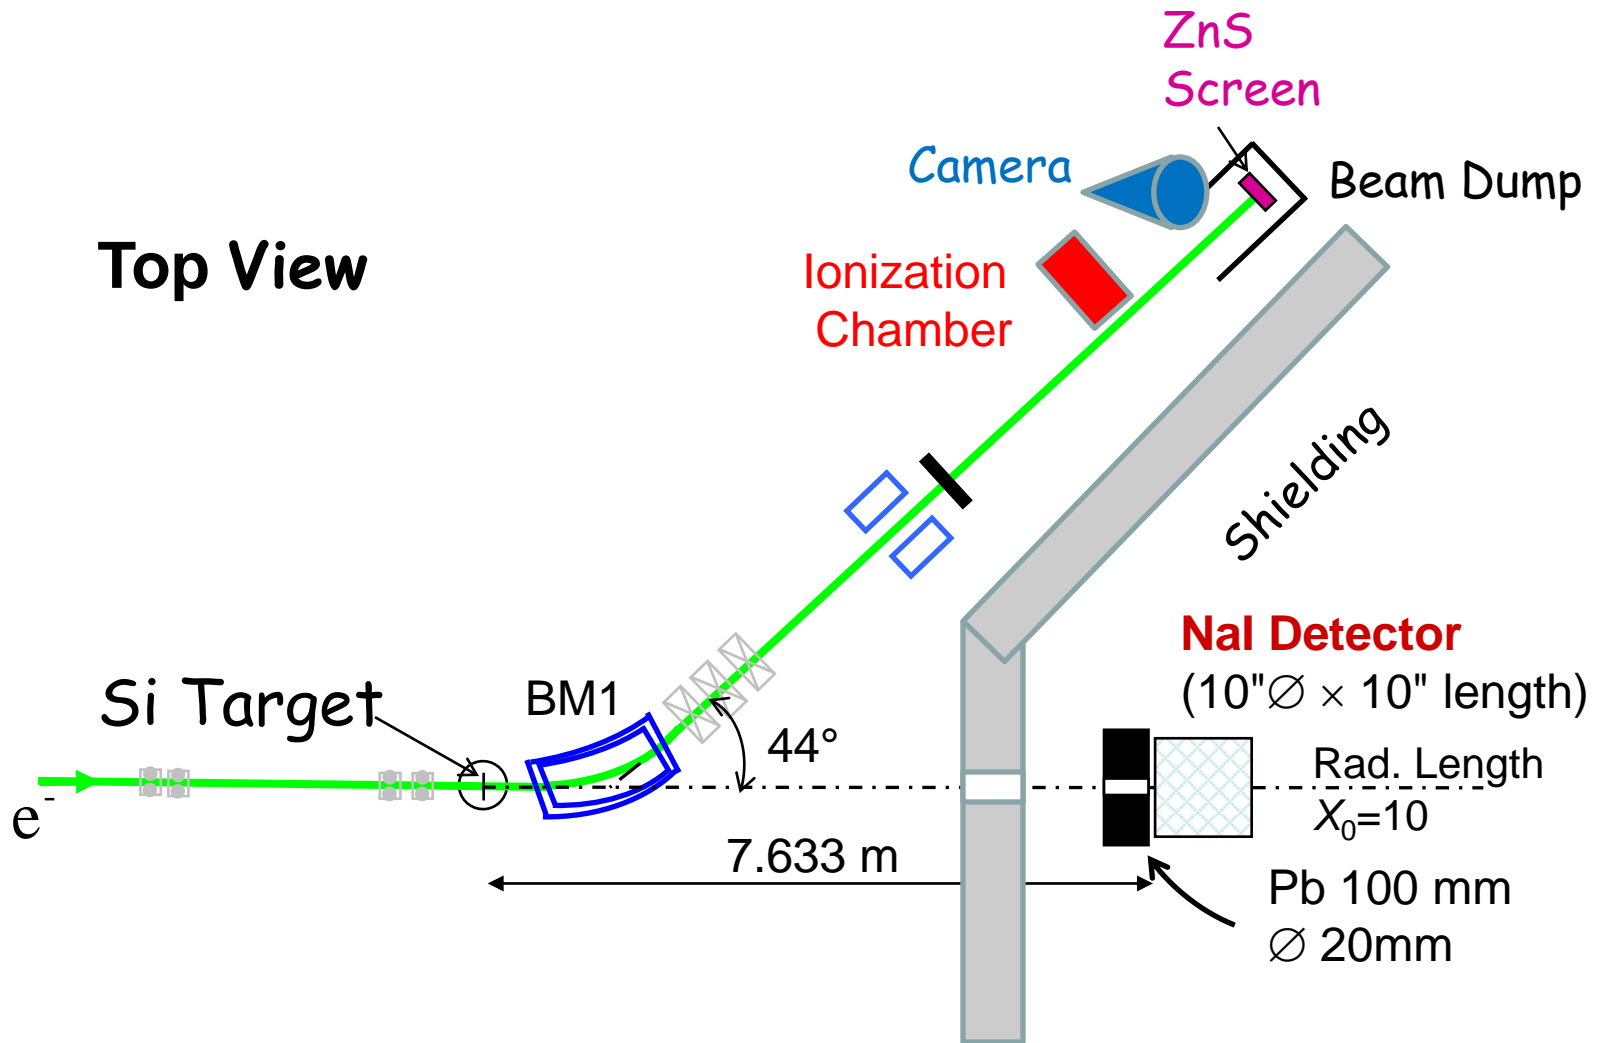 ZnS
Screen
Camera
Beam Dump
Top View
Ionization
Chamber
Shielding
NaI Detector
(10"∅ × 10" length)
Si Target
BM1
44°
Rad. Length
X₀=10
e⁻
7.633 m
Pb 100 mm
∅ 20mm